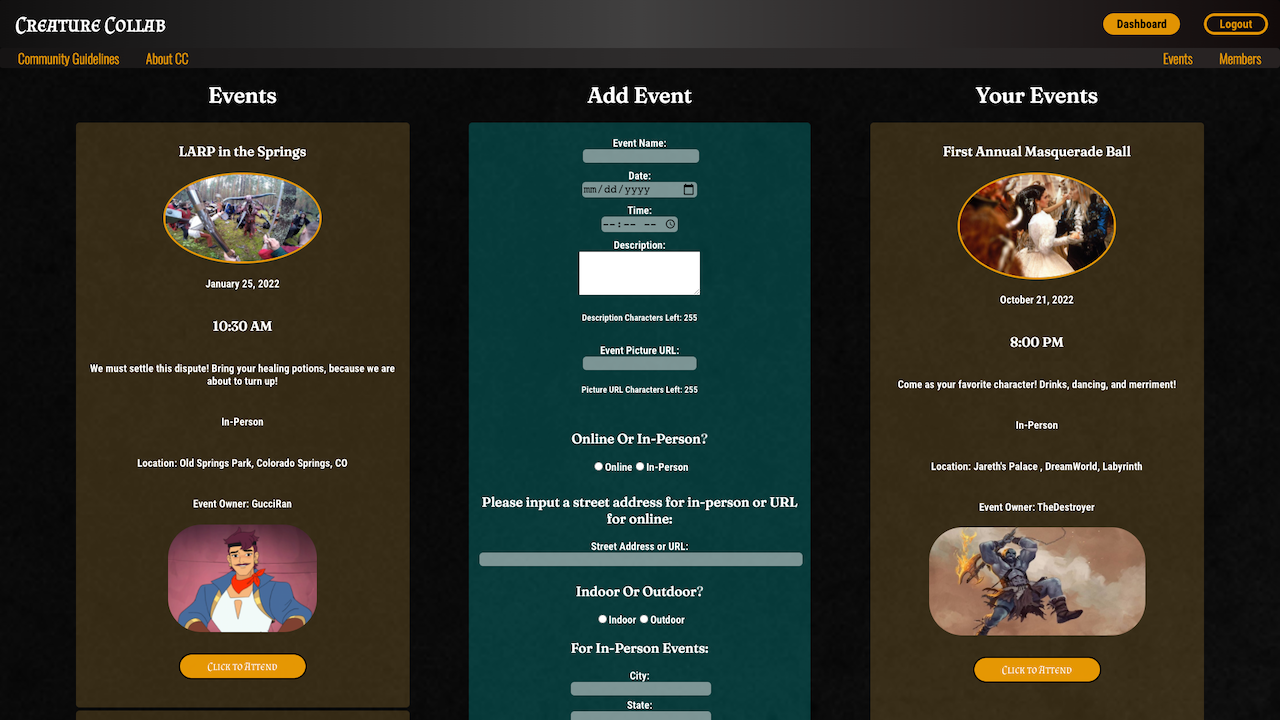 Creature Collab
Dashboard
Logout
Community Guidelines
About CC
Events
Members
Events
LARP in the Springs
January 25, 2022
10:30 AM
We must settle this dispute! Bring your healing potions, because we are
about to turn up!
In-Person
Location: Old Springs Park, Colorado Springs, CO
Event Owner: GucciRan
Click to Attend
Add Event
Event Name:
Date:
mm/dd/yyyy
Time:
--:-- --
Description:
Description Characters Left: 255
Event Picture URL:
Picture URL Characters Left: 255
Online Or In-Person?
Online In-Person
Please input a street address for in-person or URL
for online:
Street Address or URL:
Indoor Or Outdoor?
Indoor Outdoor
For In-Person Events:
City:
State:
Your Events
First Annual Masquerade Ball
October 21, 2022
8:00 PM
Come as your favorite character! Drinks, dancing, and merriment!
In-Person
Location: Jareth's Palace , DreamWorld, Labyrinth
Event Owner: TheDestroyer
Click to Attend